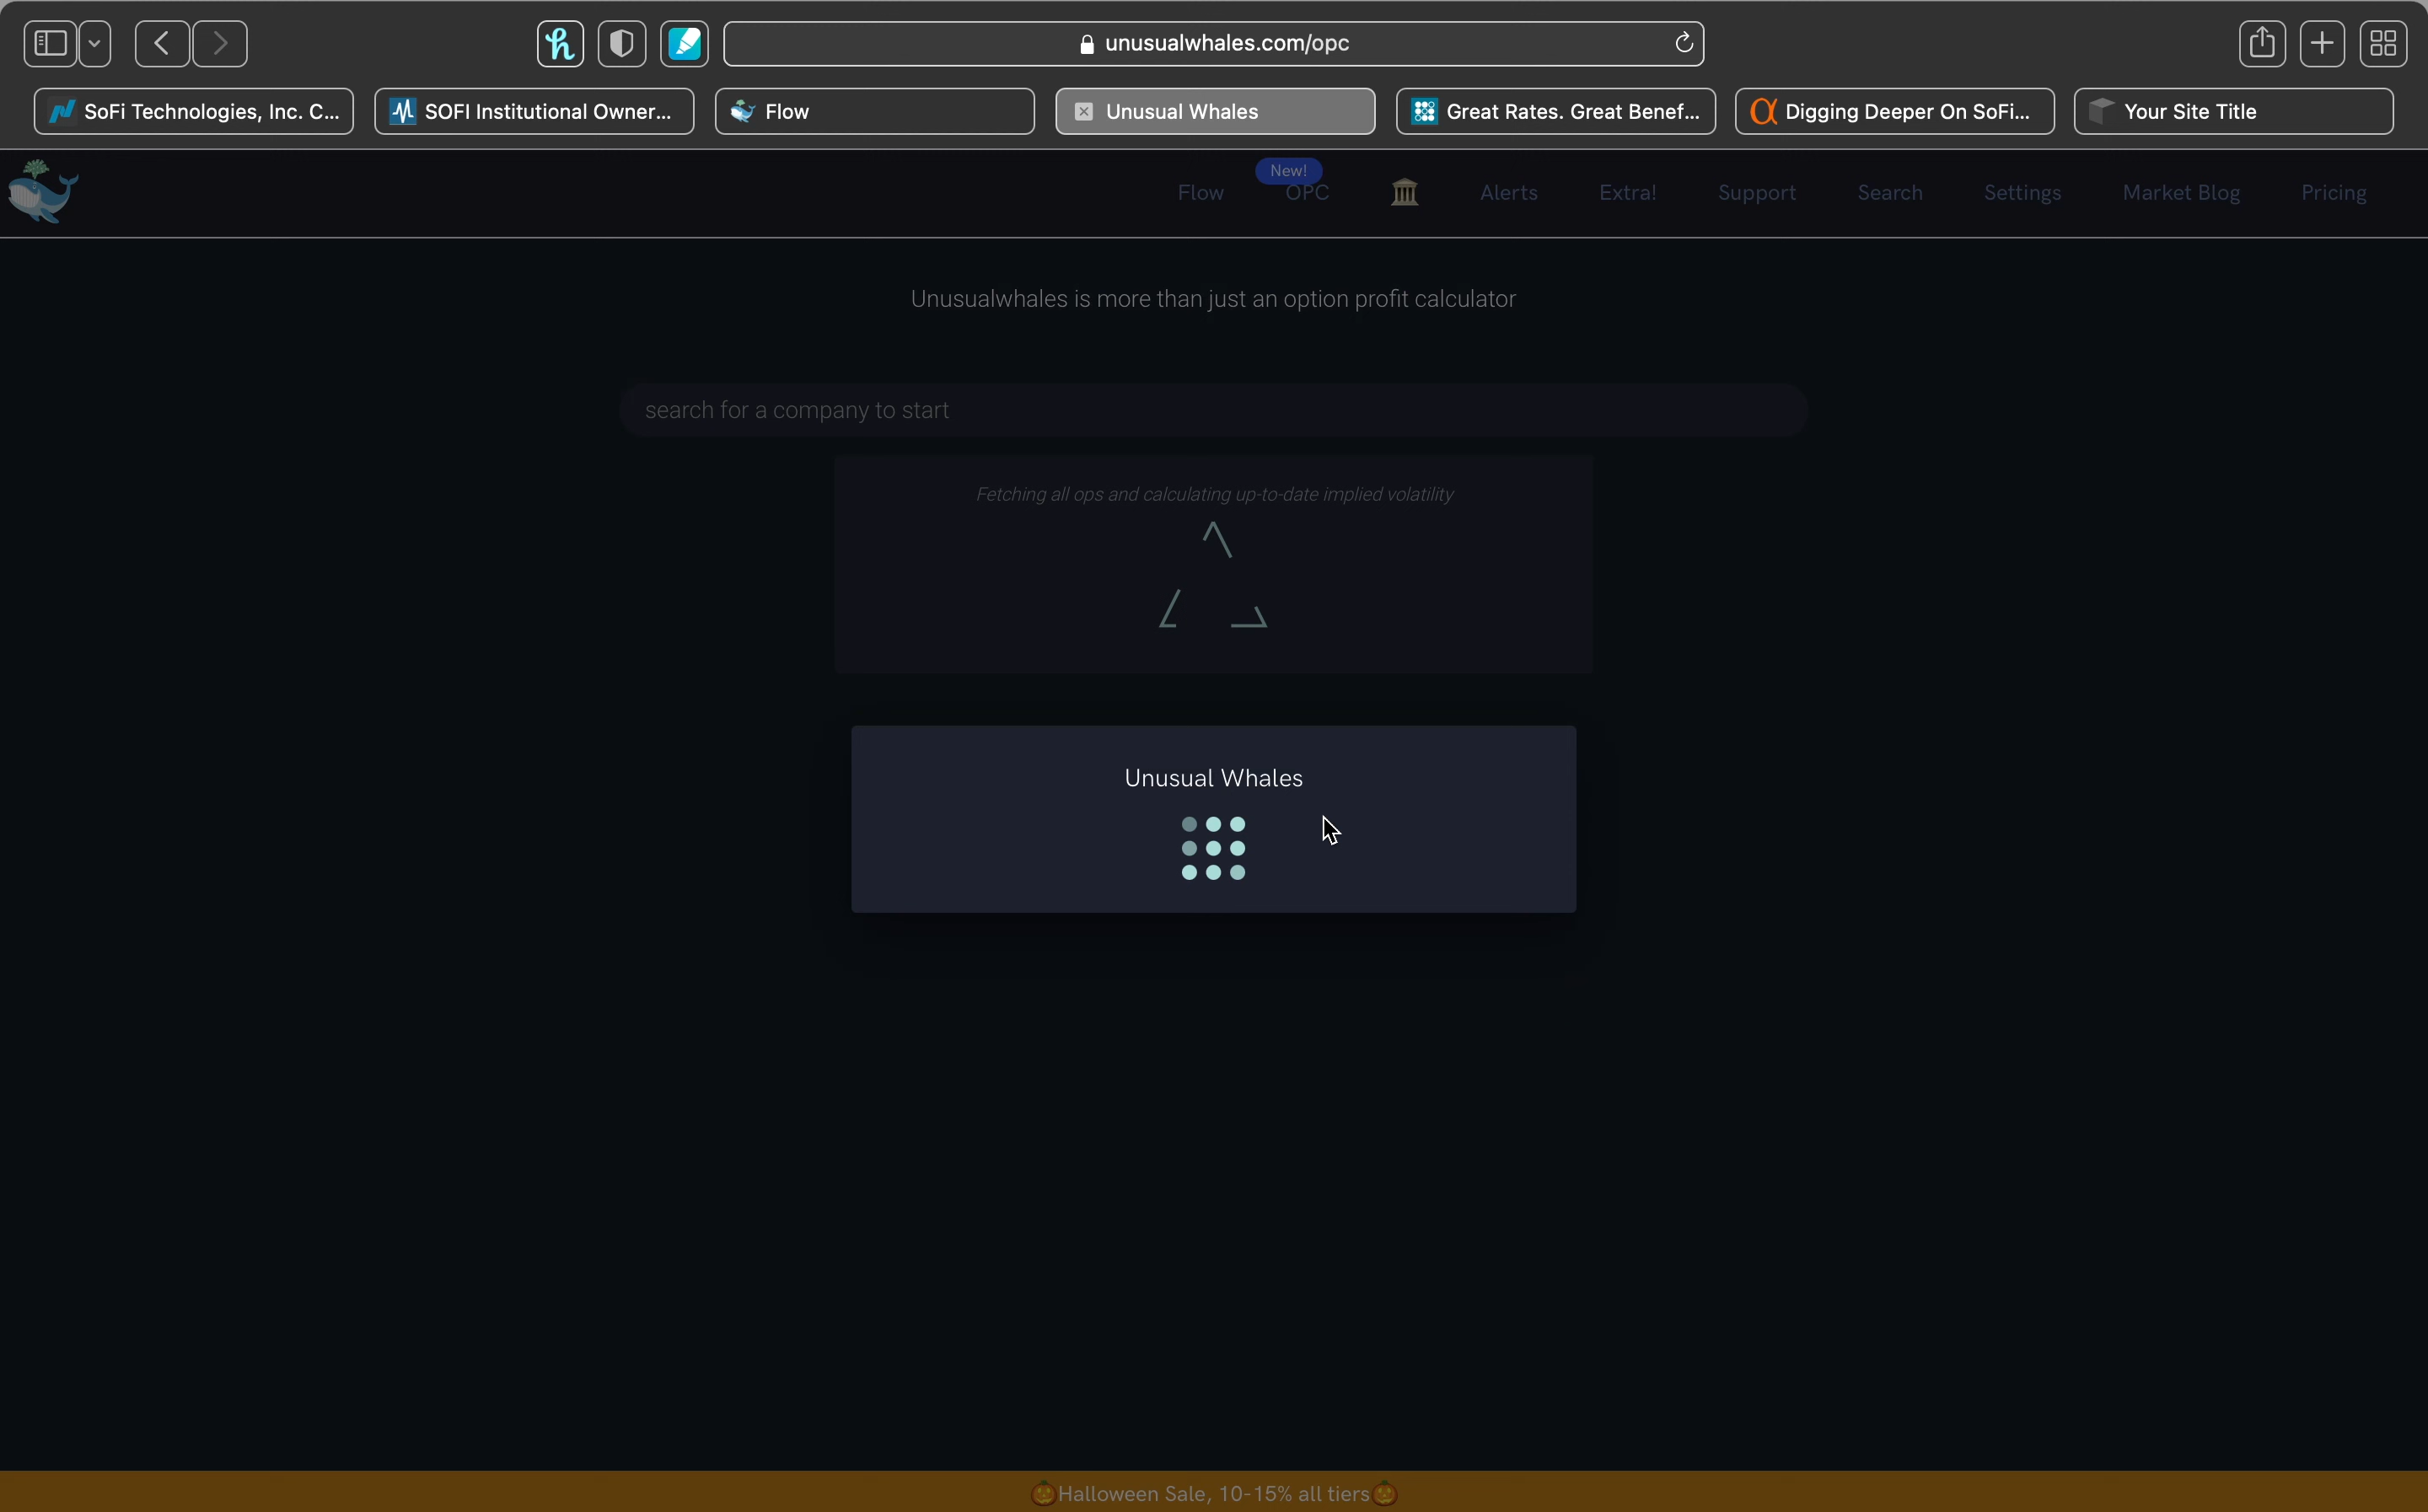 unusualwhales.com/opc
SoFi Technologies, Inc. C...
SOFI Institutional Owner...
Flow
Unusual Whales
Great Rates. Great Benef...
Digging Deeper On SoFi...
Your Site Title
New!
Flow
OPC
Alerts
Extra!
Support
Search
Settings
Market Blog
Pricing
Unusualwhales is more than just an option profit calculator
search for a company to start
Fetching all ops and calculating up-to-date implied volatility
Unusual Whales
🎃Halloween Sale, 10-15% all tiers🎃